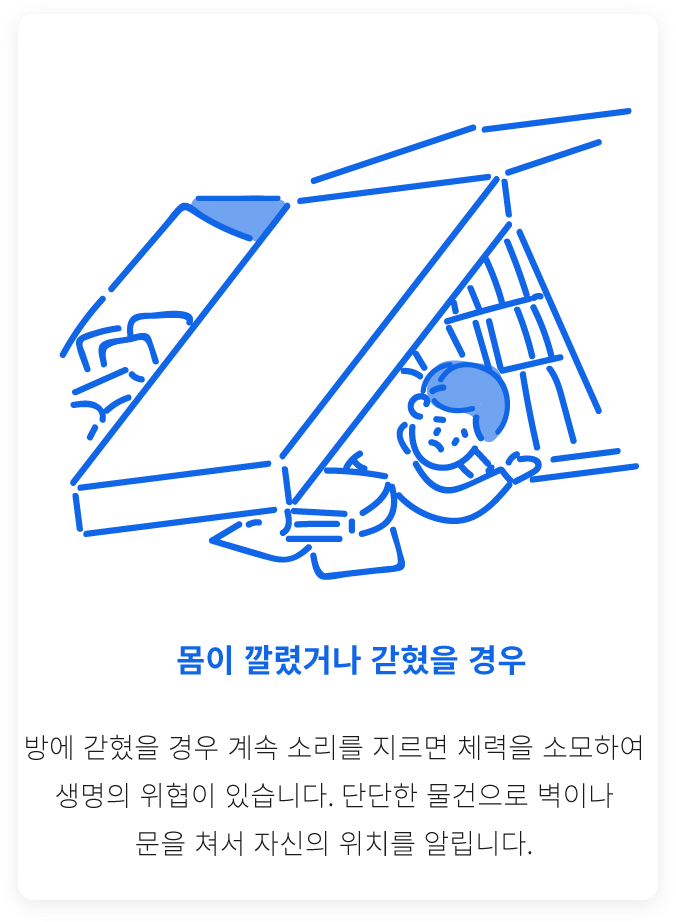 몸이 깔렸거나 갇혔을 경우
방에 갇혔을 경우 계속 소리를 지르면 체력을 소모하여
생명의 위협이 있습니다. 단단한 물건으로 벽이나
문을 쳐서 자신의 위치를 알립니다.